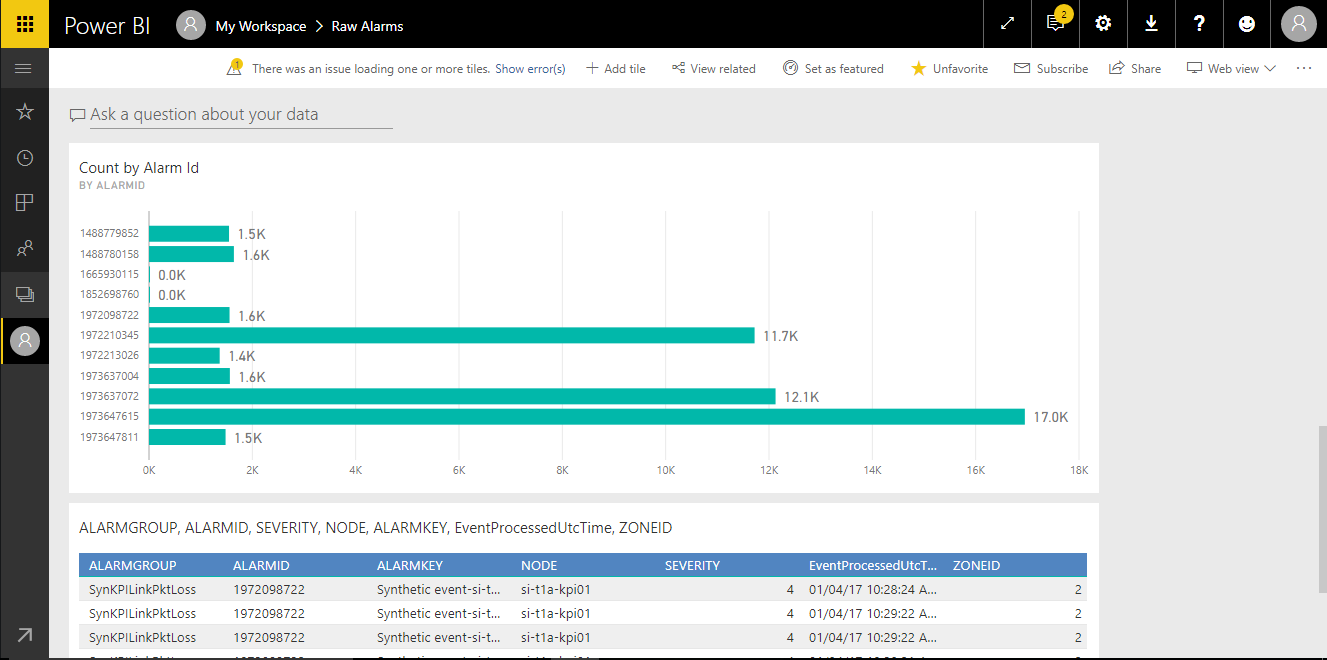 Power BI My Workspace > Raw Alarms 2 ?
1 There was an issue loading one or more tiles. Show error(s) + Add tile View related Set as featured Unfavorite Subscribe Share Web view ...
Ask a question about your data
Count by Alarm Id
BY ALARMID
1488779852 1.5K
1488780158 1.6K
1665930115 0.0K
1852698760 0.0K
1972098722 1.6K
1972210345 11.7K
1972213026 1.4K
1973637004 1.6K
1973637072 12.1K
1973647615 17.0K
1973647811 1.5K
0K 2K 4K 6K 8K 10K 12K 14K 16K 18K
ALARMGROUP, ALARMID, SEVERITY, NODE, ALARMKEY, EventProcessedUtcTime, ZONEID
ALARMGROUP ALARMID ALARMKEY NODE SEVERITY EventProcessedUtcT... ZONEID
SynKPILinkPktLoss 1972098722 Synthetic event-si-t... si-t1a-kpi01 4 01/04/17 10:28:24 A... 2
SynKPILinkPktLoss 1972098722 Synthetic event-si-t... si-t1a-kpi01 4 01/04/17 10:29:22 A... 2
SynKPILinkPktLoss 1972098722 Synthetic event-si-t... si-t1a-kpi01 4 01/04/17 10:29:22 A... 2